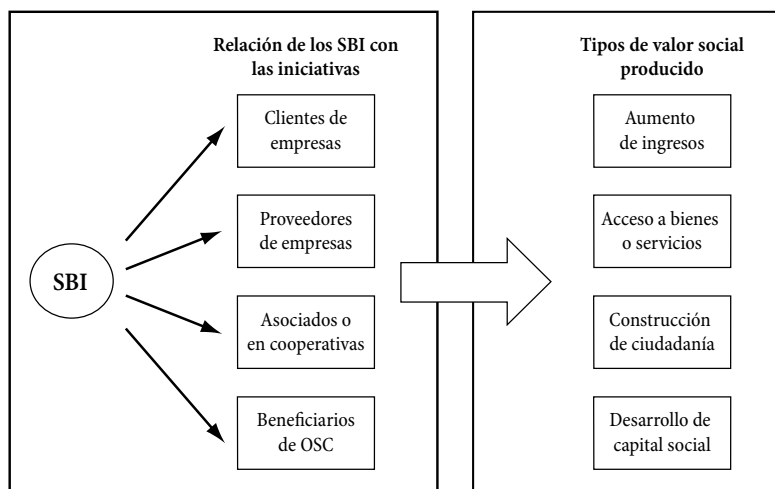 Relación de los SBI con
las iniciativas
Clientes de
empresas
Proveedores
de empresas
SBI
Asociados o
en cooperativas
Beneficiarios
de OSC
Tipos de valor social
producido
Aumento
de ingresos
Acceso a bienes
o servicios
Construcción
de ciudadanía
Desarrollo de
capital social